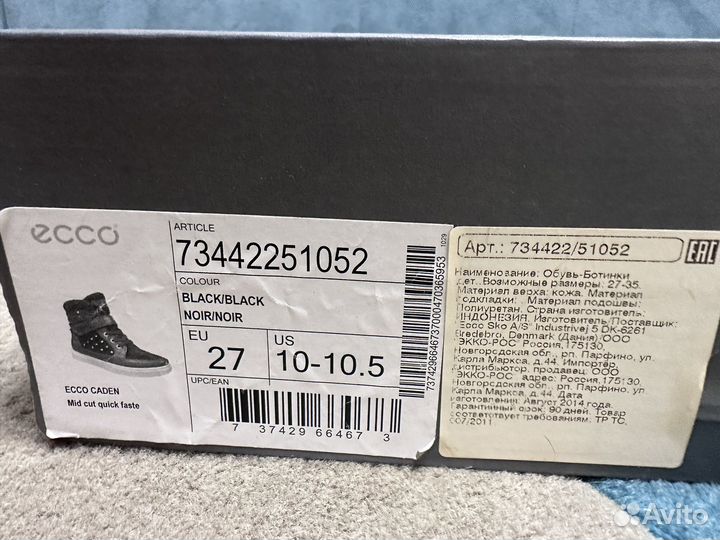 ecco
ARTICLE
73442251052
COLOUR
BLACK/BLACK
NOIR/NOIR
EU
27
US
10-10.5
UPC/EAN
7 37429 66467 3
ECCO CADEN
Mid cut quick faste
1029
Арт.: 734422/51052
EAC
Наименование: Обувь-Ботинки
дет. Возможные размеры: 27-35.
Материал верха: кожа. Материал
подкладки: . Материал подошвы:
Полиуретан. Страна изготовитель:
ИНДОНЕЗИЯ. Изготовитель/Поставщик:
"Ecco Sko A/S" Industrivej 5 DK-6261
Bredebro, Denmark (Дания) ООО
"ЭККО-РОС" Россия,175130,
Новгородская обл., рп. Парфино, ул.
Карла Маркса, д.44. Импортёр,
дистрибьютор, продавец: ООО
"ЭККО-РОС" адрес: Россия,175130,
Новгородская обл., рп. Парфино, ул.
Карла Маркса, д.44. Дата
изготовления: Август 2014 года.
Гарантийный срок: 90 дней. Товар
соответствует требованиям. ТР ТС.
007/2011
Avito